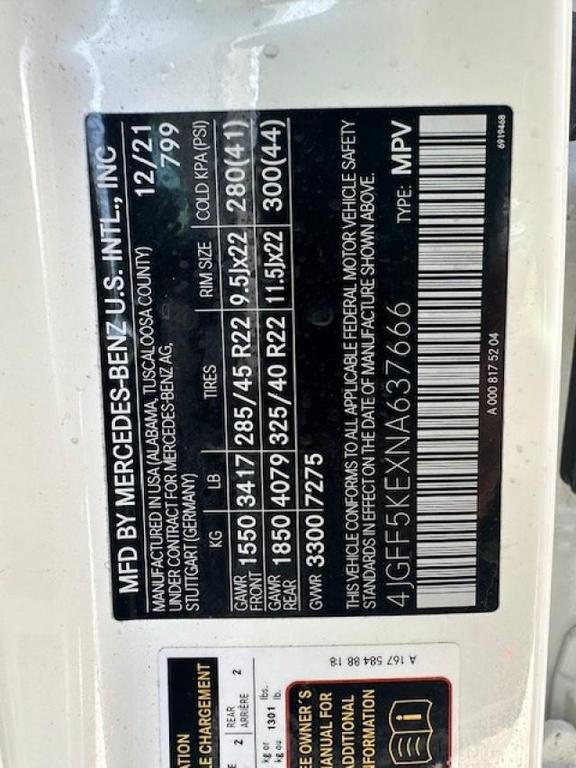 MFD BY MERCEDES-BENZ U.S. INTL., INC
MANUFACTURED IN USA (ALABAMA, TUSCALOOSA COUNTY) 12/21
UNDER CONTRACT FOR MERCEDES-BENZ AG, 799
STUTTGART (GERMANY)
KG LB TIRES RIM SIZE COLD KPA (PSI)
GAWR FRONT 1550 3417 285/45 R22 9.5Jx22 280(41)
GAWR REAR 1850 4079 325/40 R22 11.5Jx22 300(44)
GVWR 3300 7275
THIS VEHICLE CONFORMS TO ALL APPLICABLE FEDERAL MOTOR VEHICLE SAFETY
STANDARDS IN EFFECT ON THE DATE OF MANUFACTURE SHOWN ABOVE.
4JGFF5KEXNA637666 TYPE: MPV
A 000 817 52 04 6919468
CHARGEMENT
2 REAR ARRIÈRE 2
kg or lbs.
kg ou 1301 lb.
OWNER'S
MANUAL FOR
ADDITIONAL
INFORMATION
A 167 584 88 18